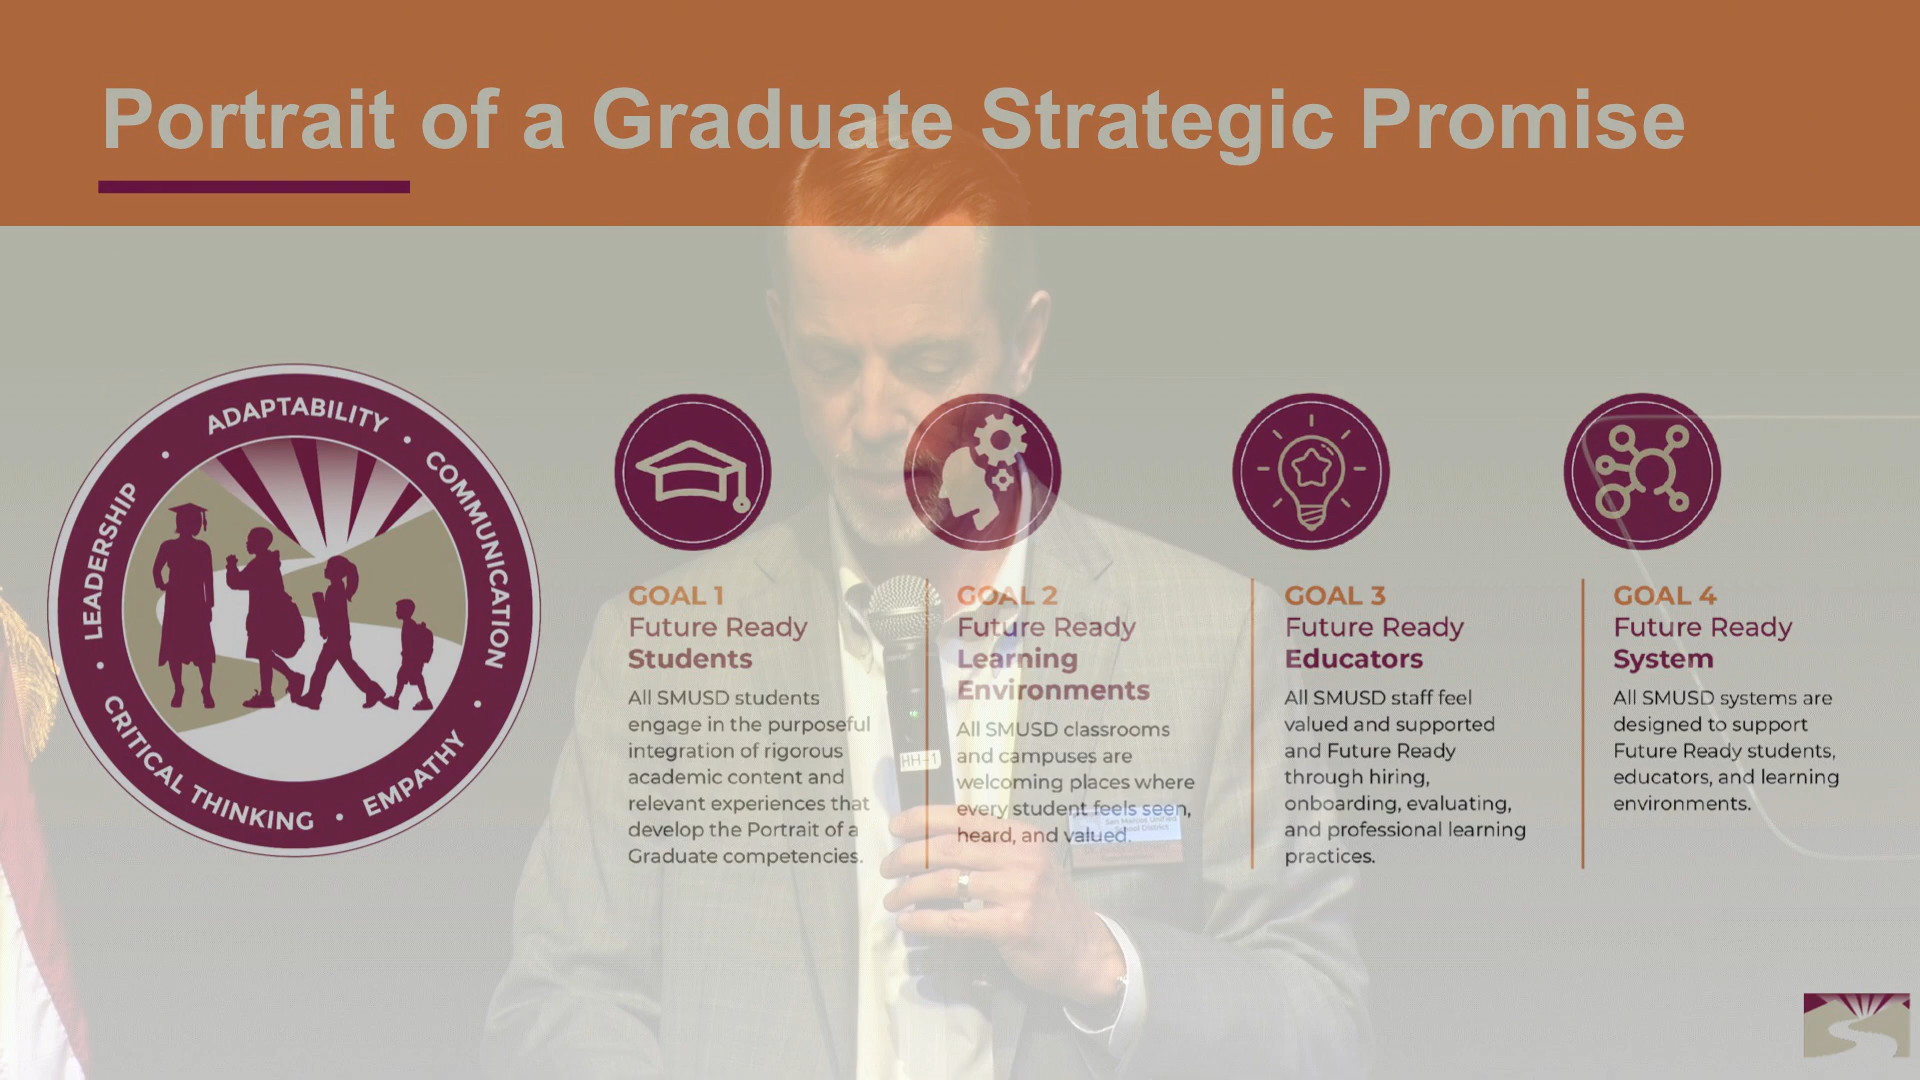 Portrait of a Graduate Strategic Promise
ADAPTABILITY • COMMUNICATION • EMPATHY • CRITICAL THINKING • LEADERSHIP •
GOAL 1
Future Ready
Students
All SMUSD students
engage in the purposeful
integration of rigorous
academic content and
relevant experiences that
develop the Portrait of a
Graduate competencies.
GOAL 2
Future Ready
Learning
Environments
All SMUSD classrooms
and campuses are
welcoming places where
every student feels seen,
heard, and valued.
GOAL 3
Future Ready
Educators
All SMUSD staff feel
valued and supported
and Future Ready
through hiring,
onboarding, evaluating,
and professional learning
practices.
GOAL 4
Future Ready
System
All SMUSD systems are
designed to support
Future Ready students,
educators, and learning
environments.
HH-1
San Marcos Unified
School District